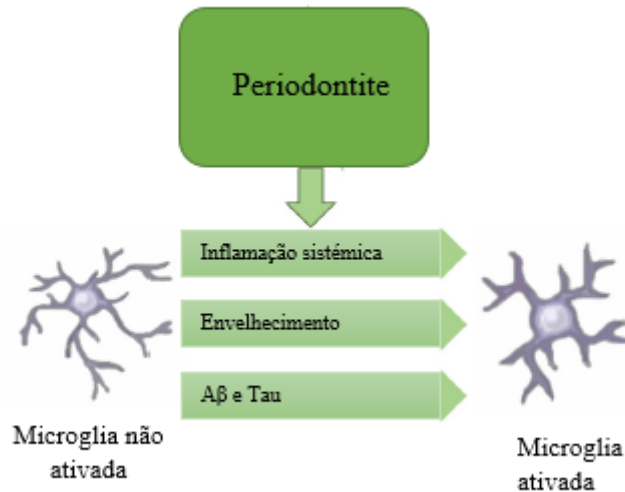 Periodontite
Inflamação sistémica
Envelhecimento
Aβ e Tau
Microglia não
ativada
Microglia
ativada